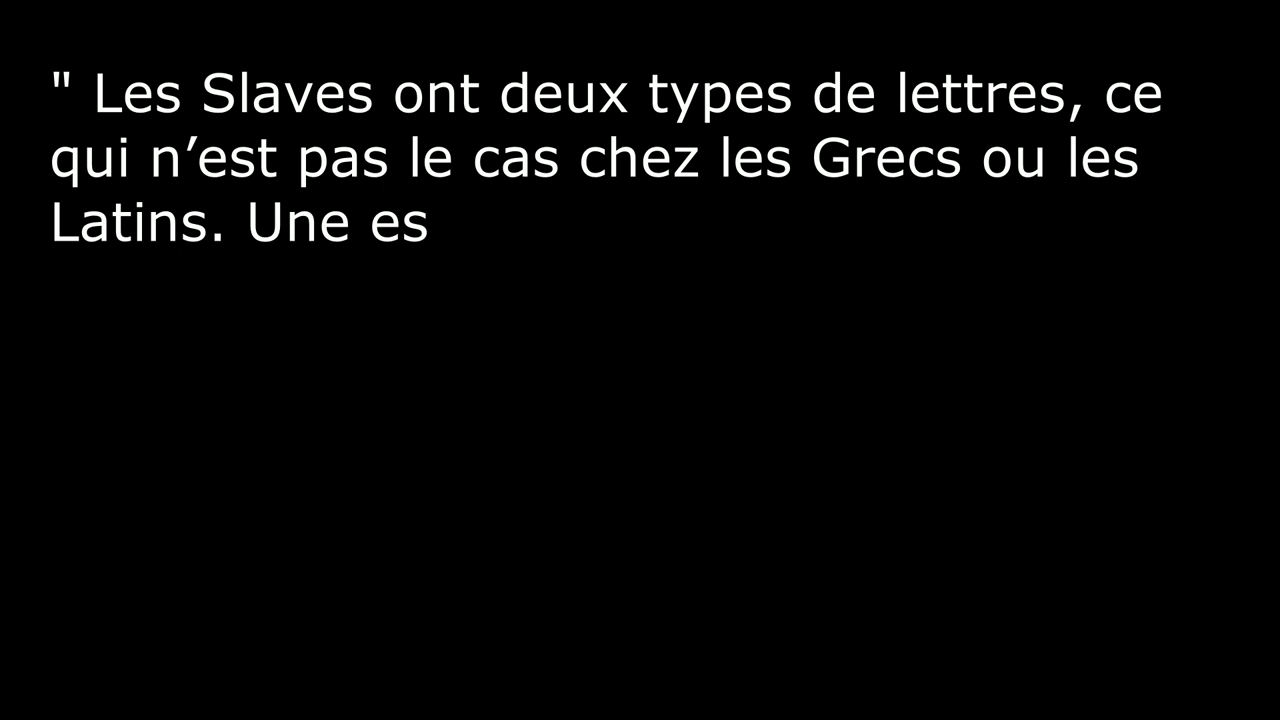 " Les Slaves ont deux types de lettres, ce
qui n’est pas le cas chez les Grecs ou les
Latins. Une es